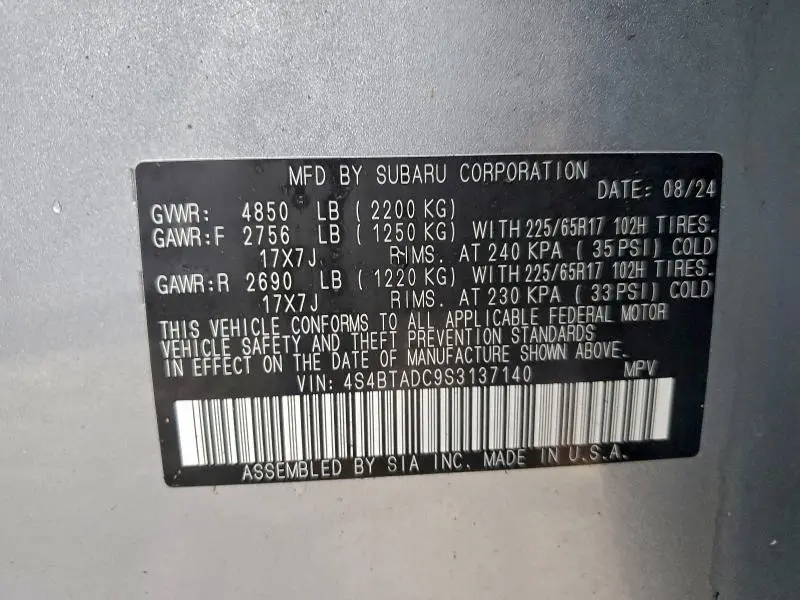 MFD BY SUBARU CORPORATION
DATE: 08/24
GVWR: 4850 LB ( 2200 KG)
GAWR:F 2756 LB ( 1250 KG) WITH 225/65R17 102H TIRES.
17X7J RIMS. AT 240 KPA ( 35 PSI) COLD
GAWR:R 2690 LB ( 1220 KG) WITH 225/65R17 102H TIRES.
17X7J RIMS. AT 230 KPA ( 33 PSI) COLD
THIS VEHICLE CONFORMS TO ALL APPLICABLE FEDERAL MOTOR
VEHICLE SAFETY AND THEFT PREVENTION STANDARDS
IN EFFECT ON THE DATE OF MANUFACTURE SHOWN ABOVE.
VIN: 4S4BTADC9S3137140 MPV
ASSEMBLED BY SIA INC. MADE IN U.S.A.